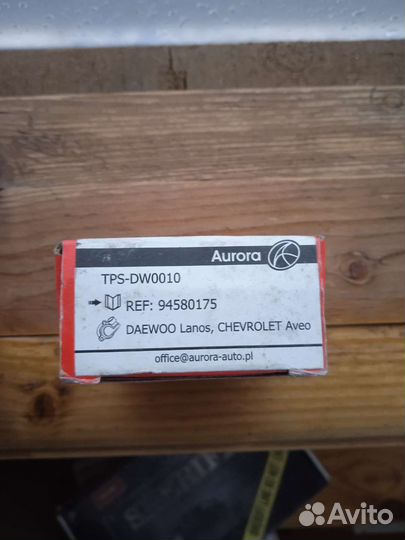 Aurora
TPS-DW0010
REF: 94580175
DAEWOO Lanos, CHEVROLET Aveo
office@aurora-auto.pl
Avito